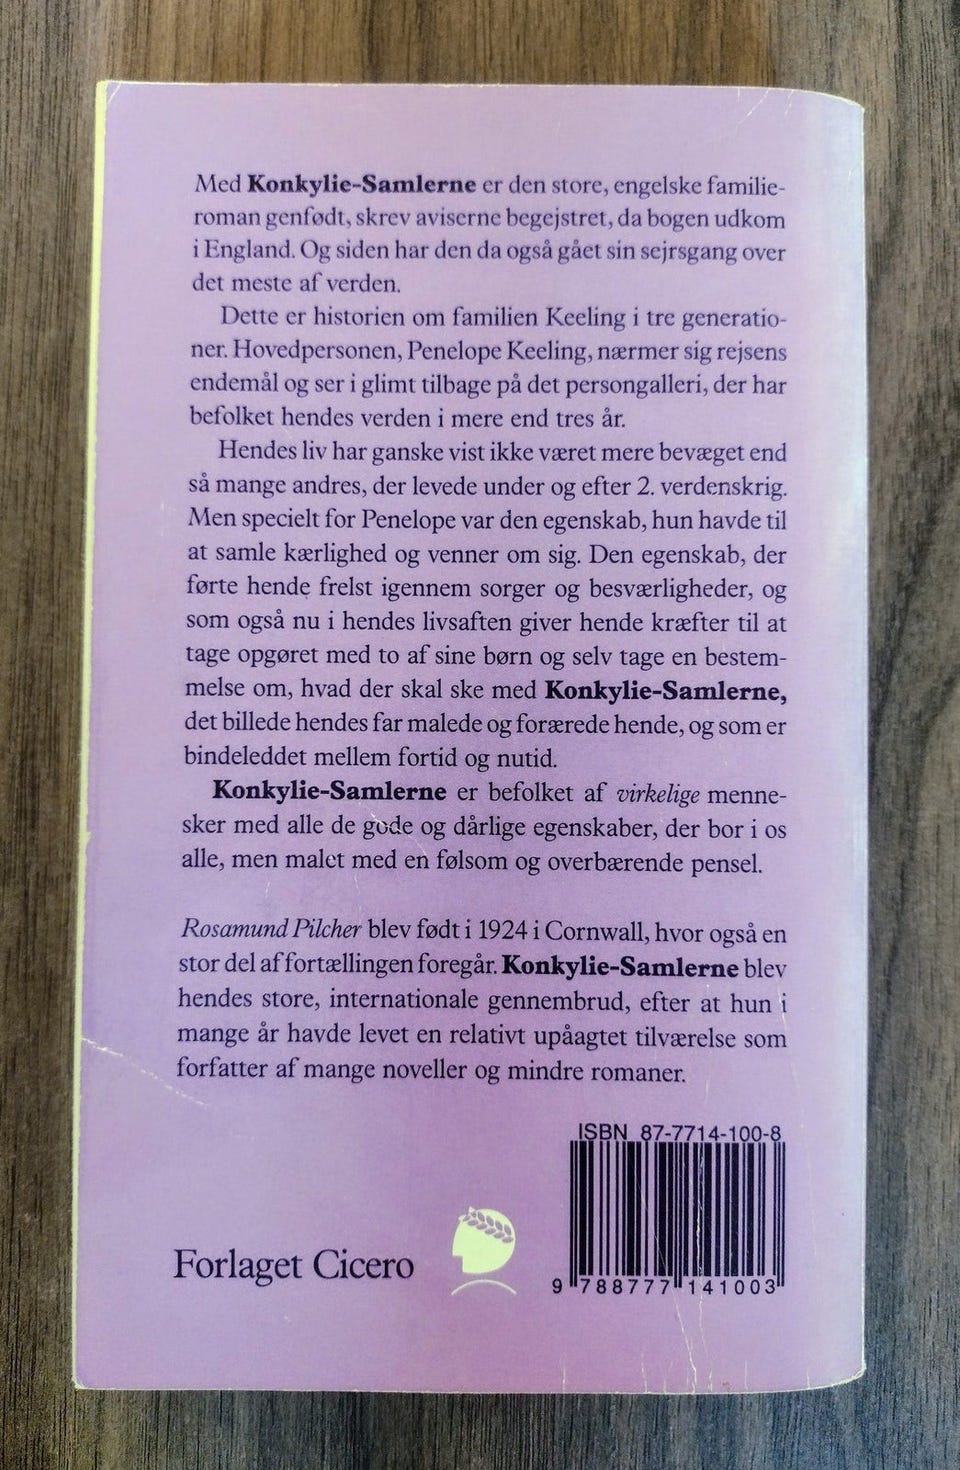 Med Konkylie-Samlerne er den store, engelske familie-
roman genfødt, skrev aviserne begejstret, da bogen udkom
i England. Og siden har den da også gået sin sejrsgang over
det meste af verden.
Dette er historien om familien Keeling i tre generatio-
ner. Hovedpersonen, Penelope Keeling, nærmer sig rejsens
endemål og ser i glimt tilbage på det persongalleri, der har
befolket hendes verden i mere end tres år.
Hendes liv har ganske vist ikke været mere bevæget end
så mange andres, der levede under og efter 2. verdenskrig.
Men specielt for Penelope var den egenskab, hun havde til
at samle kærlighed og venner om sig. Den egenskab, der
førte hende frelst igennem sorger og besværligheder, og
som også nu i hendes livsaften giver hende kræfter til at
tage opgøret med to af sine børn og selv tage en bestem-
melse om, hvad der skal ske med Konkylie-Samlerne,
det billede hendes far malede og forærede hende, og som er
bindeleddet mellem fortid og nutid.
Konkylie-Samlerne er befolket af virkelige menne-
sker med alle de gode og dårlige egenskaber, der bor i os
alle, men malet med en følsom og overbærende pensel.
Rosamund Pilcher blev født i 1924 i Cornwall, hvor også en
stor del af fortællingen foregår. Konkylie-Samlerne blev
hendes store, internationale gennembrud, efter at hun i
mange år havde levet en relativt upåagtet tilværelse som
forfatter af mange noveller og mindre romaner.
ISBN 87-7714-100-8
Forlaget Cicero
9 788777 141003